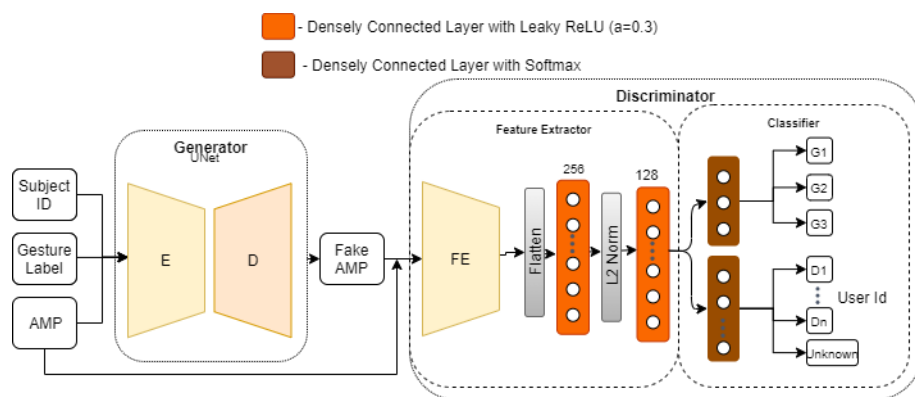 - Densely Connected Layer with Leaky ReLU (a=0.3)
- Densely Connected Layer with Softmax
Discriminator
Generator
UNet
Feature Extractor
Classifier
Subject
ID
Gesture
Label
AMP
E
D
Fake
AMP
FE
Flatten
256
L2 Norm
128
G1
G2
G3
D1
User Id
Dn
Unknown